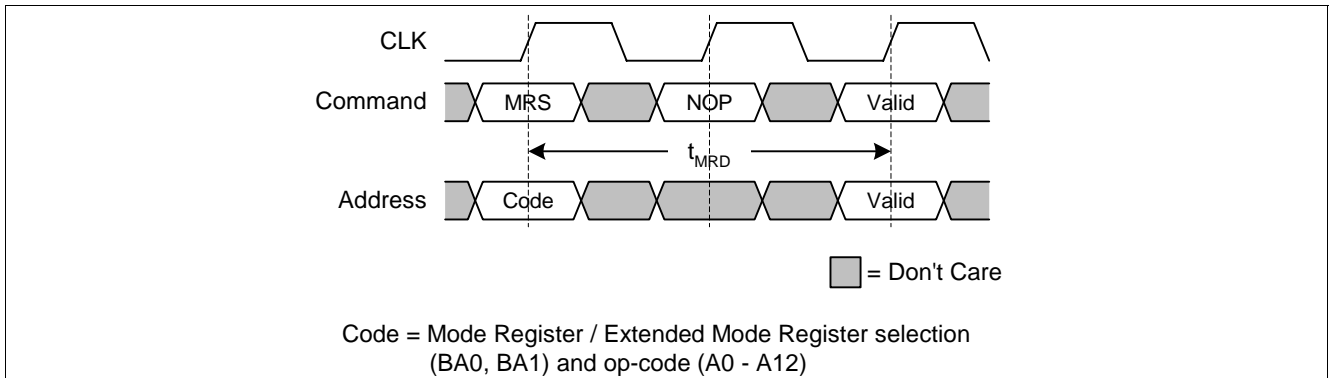 CLK
Command MRS NOP Valid
t_MRD
Address Code Valid
= Don't Care
Code = Mode Register / Extended Mode Register selection
(BA0, BA1) and op-code (A0 - A12)